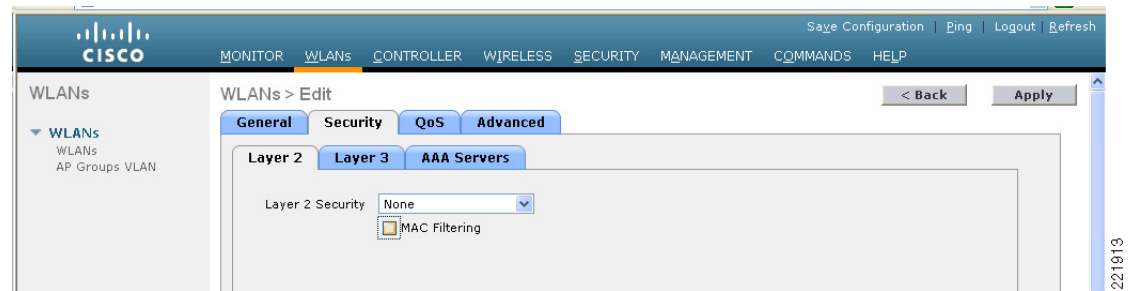 Save Configuration | Ping | Logout | Refresh
CISCO
MONITOR WLANs CONTROLLER WIRELESS SECURITY MANAGEMENT COMMANDS HELP
WLANs
WLANs > Edit
< Back Apply
General Security QoS Advanced
WLANs
WLANs
AP Groups VLAN
Layer 2 Layer 3 AAA Servers
Layer 2 Security None
MAC Filtering
221913